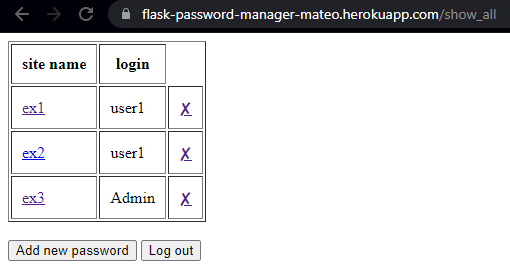 flask-password-manager-mateo.herokuapp.com/show_all
site name login
ex1 user1 ✗
ex2 user1 ✗
ex3 Admin ✗
Add new password Log out